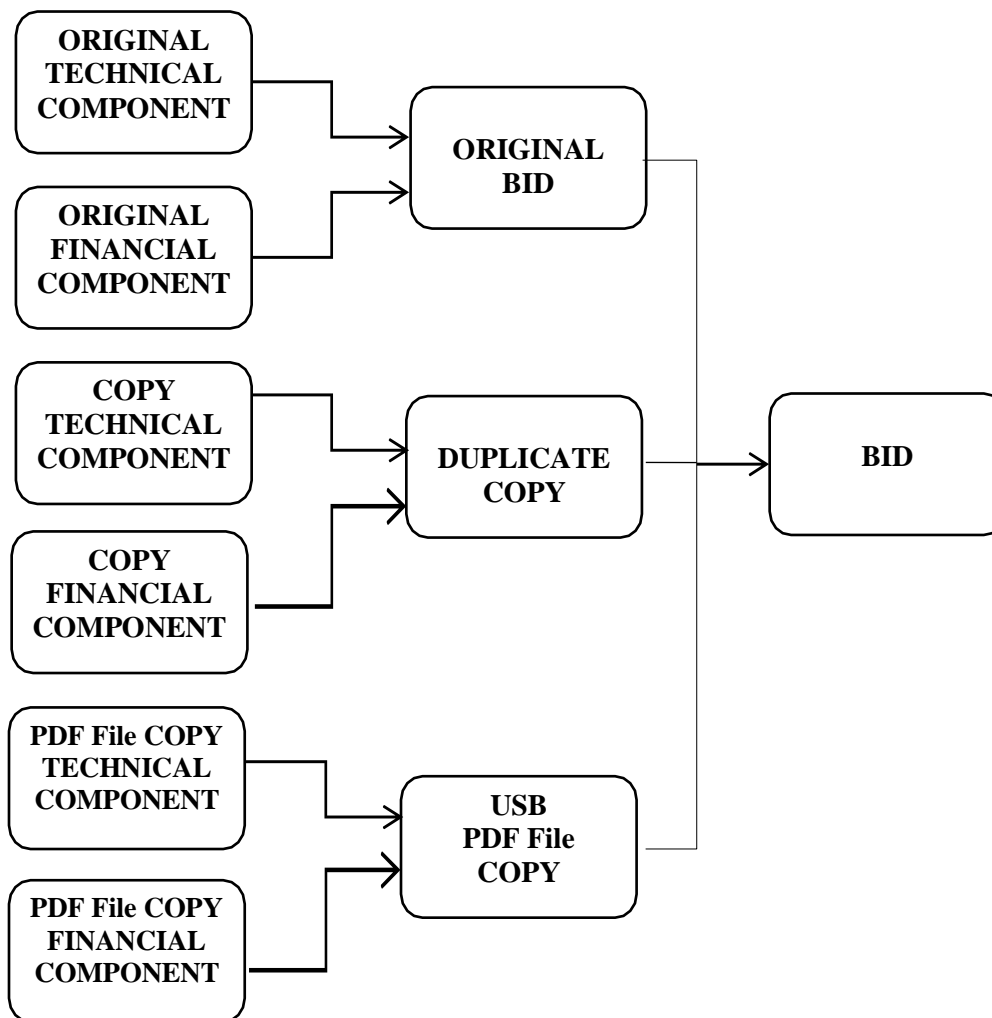 ORIGINAL
TECHNICAL
COMPONENT
ORIGINAL
FINANCIAL
COMPONENT
ORIGINAL
BID
COPY
TECHNICAL
COMPONENT
COPY
FINANCIAL
COMPONENT
DUPLICATE
COPY
PDF File COPY
TECHNICAL
COMPONENT
PDF File COPY
FINANCIAL
COMPONENT
USB
PDF File
COPY
BID